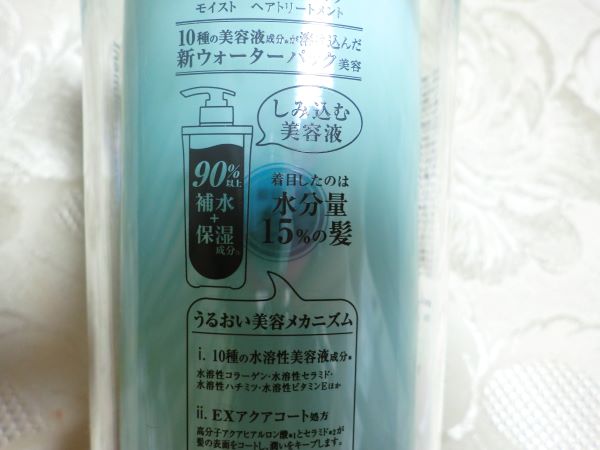 モイスト ヘアトリートメント
10種の美容液成分※が溶け込んだ
新ウォーターパック美容
しみ込む
美容液
90%以上
補水
+
保湿
成分。
着目したのは
水分量
15%の髪
うるおい美容メカニズム
i. 10種の水溶性美容液成分※
水溶性コラーゲン・水溶性セラミド・
水溶性ハチミツ・水溶性ビタミンEほか
ii. EXアクアコート処方
高分子アクアヒアルロン酸※1とセラミド※2が
髪の表面をコートし、潤いをキープします。